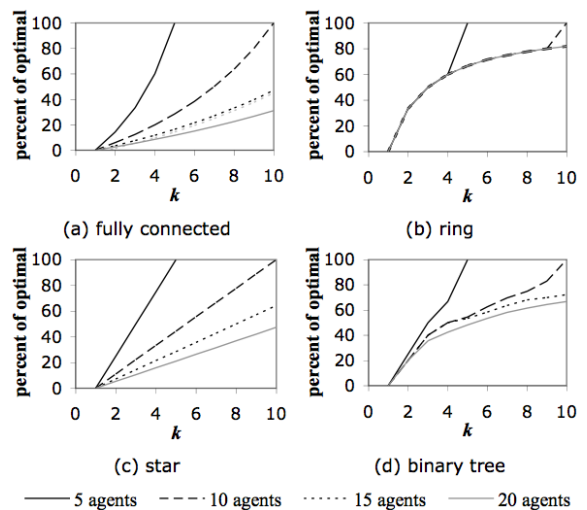 percent of optimal
100
80
60
40
20
0
0 2 4 6 8 10
k
(a) fully connected
percent of optimal
100
80
60
40
20
0
0 2 4 6 8 10
k
(b) ring
percent of optimal
100
80
60
40
20
0
0 2 4 6 8 10
k
(c) star
percent of optimal
100
80
60
40
20
0
0 2 4 6 8 10
k
(d) binary tree
5 agents 10 agents 15 agents 20 agents